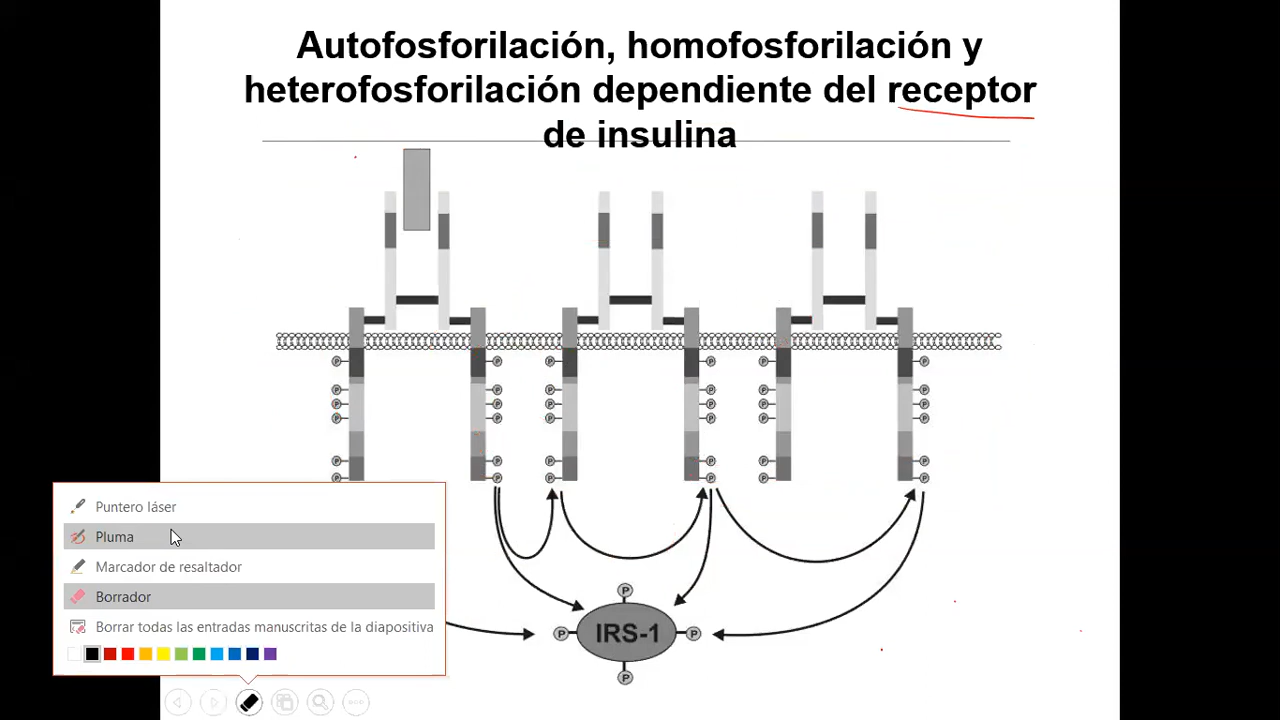 Autofosforilación, homofosforilación y
heterofosforilación dependiente del receptor
de insulina
P P P P
P P P P
P P P P
P P P P
P P P P
P P P P
P P P P
P P P P
P P P P
P
P IRS-1 P
P
Puntero láser
Pluma
Marcador de resaltador
Borrador
Borrar todas las entradas manuscritas de la diapositiva